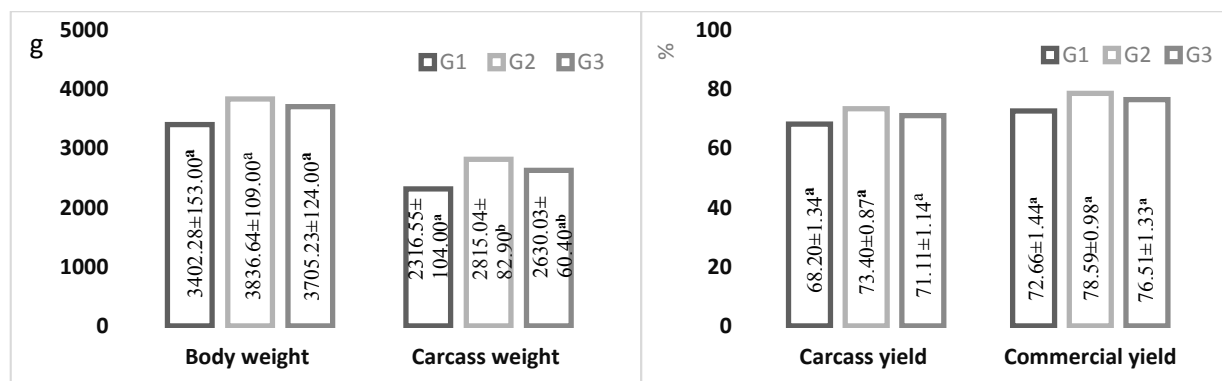 g
5000
4000
3000
2000
1000
0
G1 G2 G3
3402.28±153.00ᵃ
3836.64±109.00ᵃ
3705.23±124.00ᵃ
2316.55±
104.00ᵃ
2815.04±
82.90ᵇ
2630.03±
60.40ᵃᵇ
Body weight
Carcass weight
%
100
80
60
40
20
0
G1 G2 G3
68.20±1.34ᵃ
73.40±0.87ᵃ
71.11±1.14ᵃ
72.66±1.44ᵃ
78.59±0.98ᵃ
76.51±1.33ᵃ
Carcass yield
Commercial yield